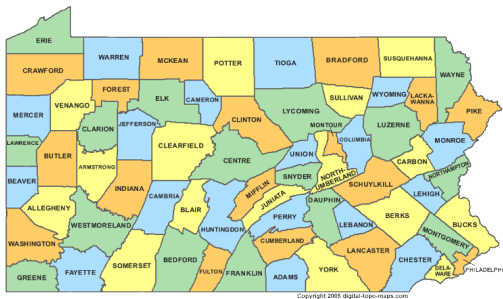 ERIE
WARREN
MCKEAN
POTTER
TIOGA
BRADFORD
SUSQUEHANNA
WAYNE
CRAWFORD
FOREST
ELK
CAMERON
SULLIVAN
WYOMING
LACKA-
WANNA
PIKE
MERCER
VENANGO
CLARION
JEFFERSON
CLINTON
LYCOMING
MONTOUR
COLUMBIA
LUZERNE
MONROE
LAWRENCE
BUTLER
ARMSTRONG
CLEARFIELD
CENTRE
UNION
SNYDER
NORTH-
UMBERLAND
CARBON
NORTHAMPTON
BEAVER
INDIANA
CAMBRIA
BLAIR
MIFFLIN
JUNIATA
SCHUYLKILL
LEHIGH
ALLEGHENY
WESTMORELAND
HUNTINGDON
PERRY
DAUPHIN
LEBANON
BERKS
BUCKS
WASHINGTON
CUMBERLAND
LANCASTER
MONTGOMERY
GREENE
FAYETTE
SOMERSET
BEDFORD
FULTON
FRANKLIN
ADAMS
YORK
CHESTER
DELA-
WARE
PHILADELPHI
Copyright 2005 digital-topo-maps.com